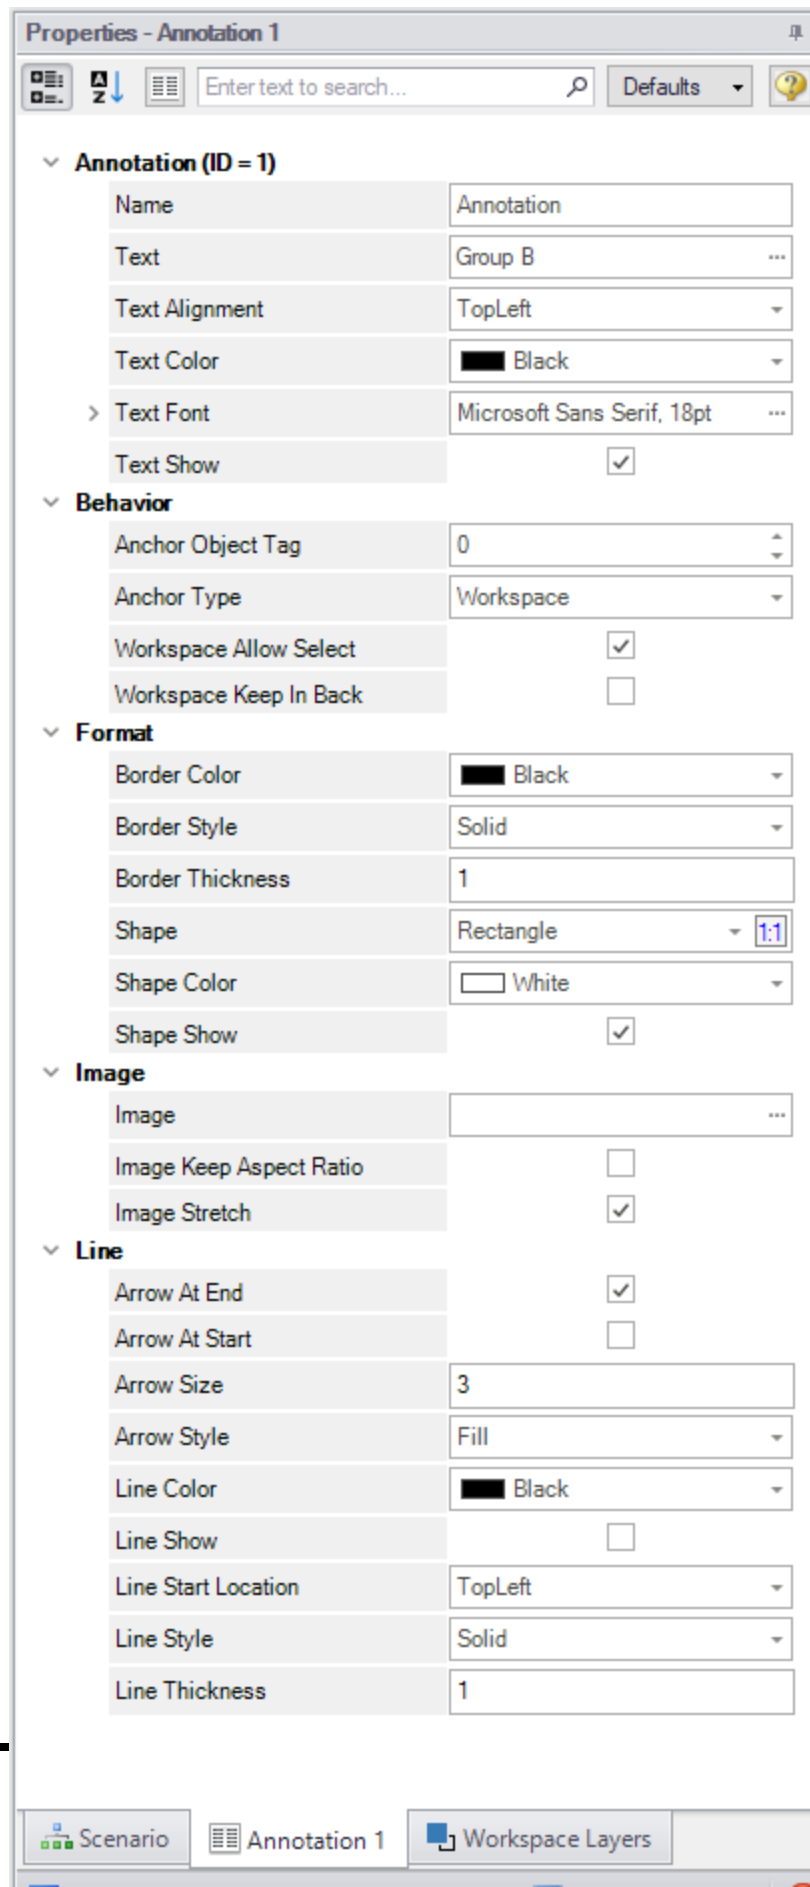 Properties - Annotation 1
AZ Enter text to search... Defaults ?
Annotation (ID = 1)
Name Annotation
Text Group B ...
Text Alignment TopLeft
Text Color Black
Text Font Microsoft Sans Serif, 18pt ...
Text Show
Behavior
Anchor Object Tag 0
Anchor Type Workspace
Workspace Allow Select
Workspace Keep In Back
Format
Border Color Black
Border Style Solid
Border Thickness 1
Shape Rectangle 1:1
Shape Color White
Shape Show
Image
Image ...
Image Keep Aspect Ratio
Image Stretch
Line
Arrow At End
Arrow At Start
Arrow Size 3
Arrow Style Fill
Line Color Black
Line Show
Line Start Location TopLeft
Line Style Solid
Line Thickness 1
Scenario Annotation 1 Workspace Layers